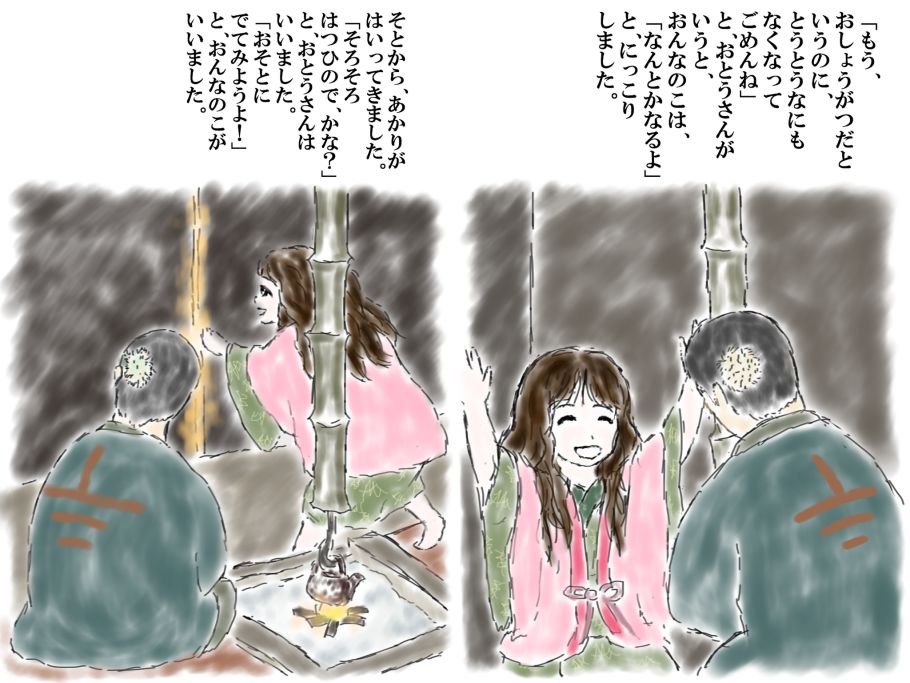 「もう、
おしょうがつだと
いうのに、
とうとうなにも
なくなって
ごめんね」
と、おとうさんが
いうと、
おんなのこは、
「なんとかなるよ」
と、にっこり
しました。
そとから、あかりが
はいってきました。
「そろそろ
はつひので、かな？」
と、おとうさんは
いいました。
「おそとに
でてみようよ！」
と、おんなのこが
いいました。